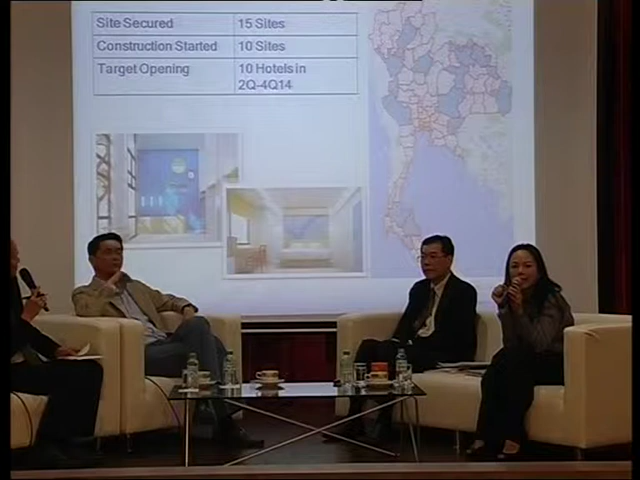 Site Secured 15 Sites
Construction Started 10 Sites
Target Opening 10 Hotels in
2Q-4Q14